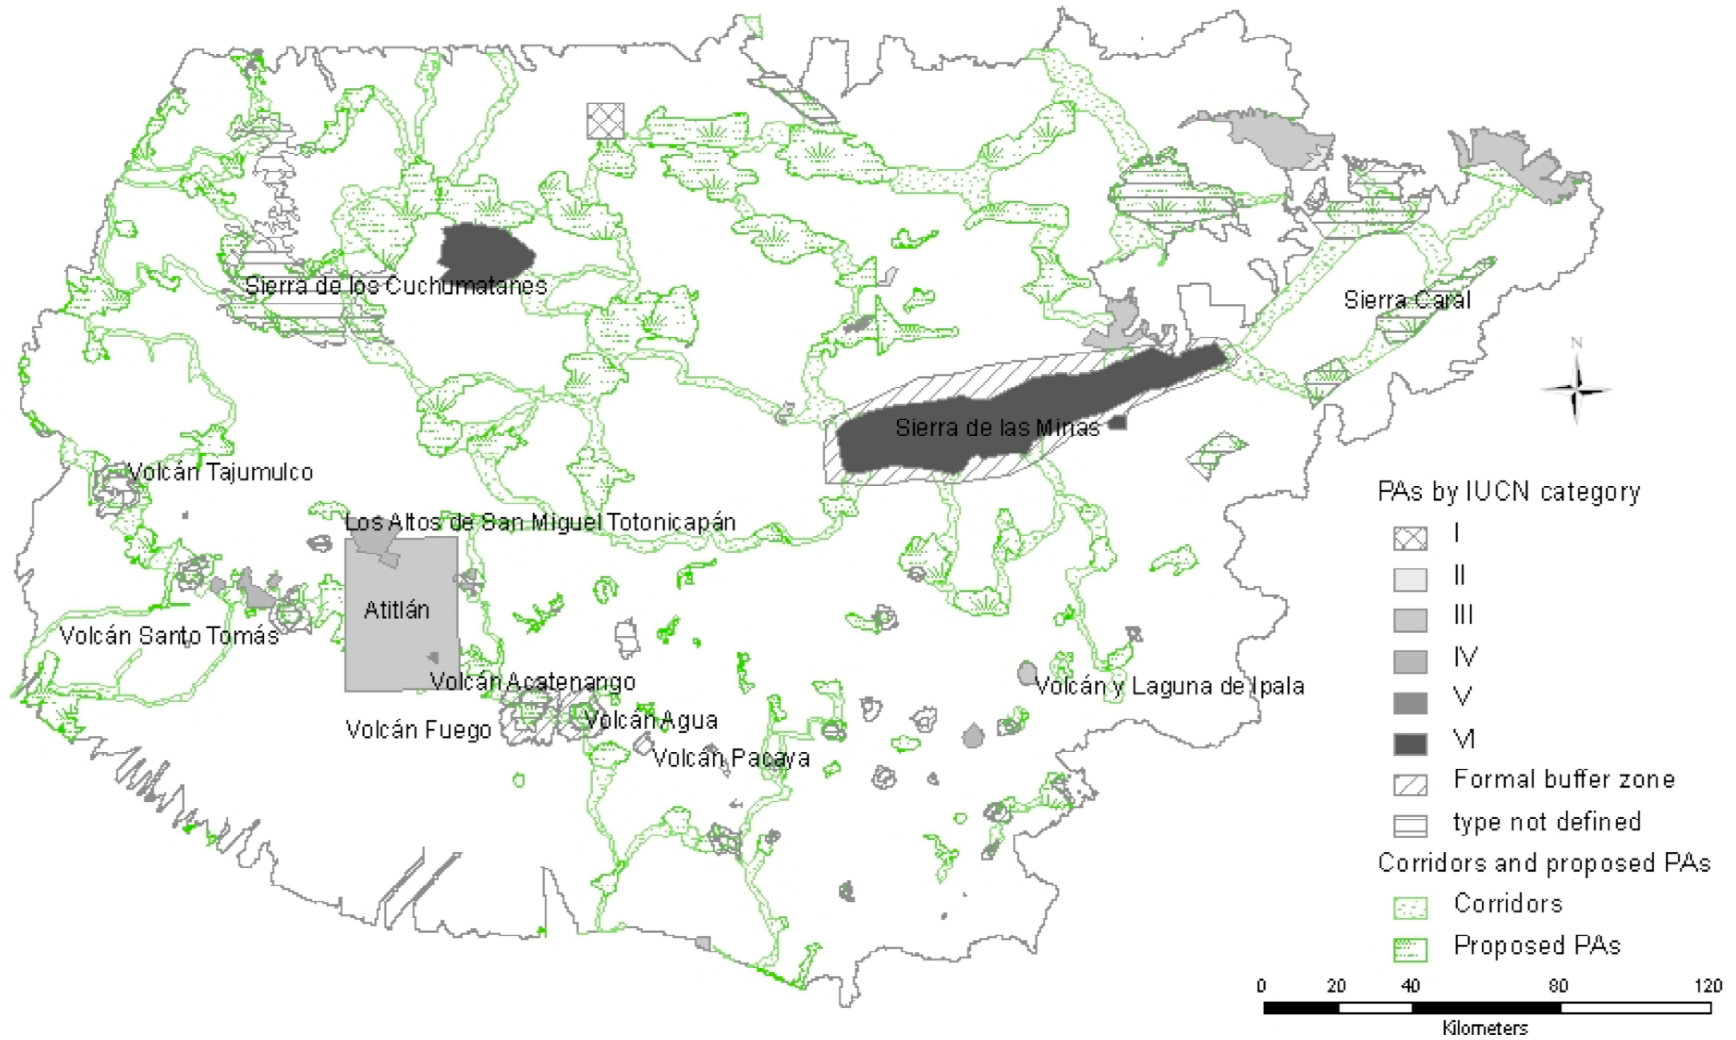 Sierra de los Cuchumatanes
Sierra Caral
N
Sierra de las Minas
Volcán Tajumulco
Los Altos de San Miguel Totonicapán
Atitlán
Volcán Santo Tomás
Volcán Acatenango
Volcán y Laguna de Ipala
Volcán Fuego
Volcán Agua
Volcán Pacaya
PAs by IUCN category
I
II
III
IV
V
VI
Formal buffer zone
type not defined
Corridors and proposed PAs
Corridors
Proposed PAs
0 20 40 80 120
Kilometers